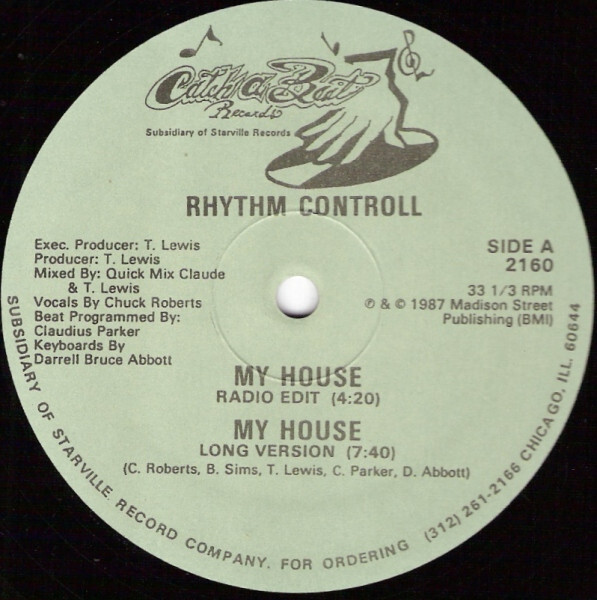 Catch a Beat
Records
Subsidiary of Starville Records
RHYTHM CONTROLL
Exec. Producer: T. Lewis
Producer: T. Lewis
Mixed By: Quick Mix Claude
& T. Lewis
Vocals By Chuck Roberts
Beat Programmed By:
Claudius Parker
Keyboards By
Darrell Bruce Abbott
SIDE A
2160
33 1/3 RPM
℗ & © 1987 Madison Street
Publishing (BMI)
MY HOUSE
RADIO EDIT (4:20)
MY HOUSE
LONG VERSION (7:40)
(C. Roberts, B. Sims, T. Lewis, C. Parker, D. Abbott)
SUBSIDIARY OF STARVILLE RECORD COMPANY. FOR ORDERING (312) 261-2166 CHICAGO, ILL. 60644